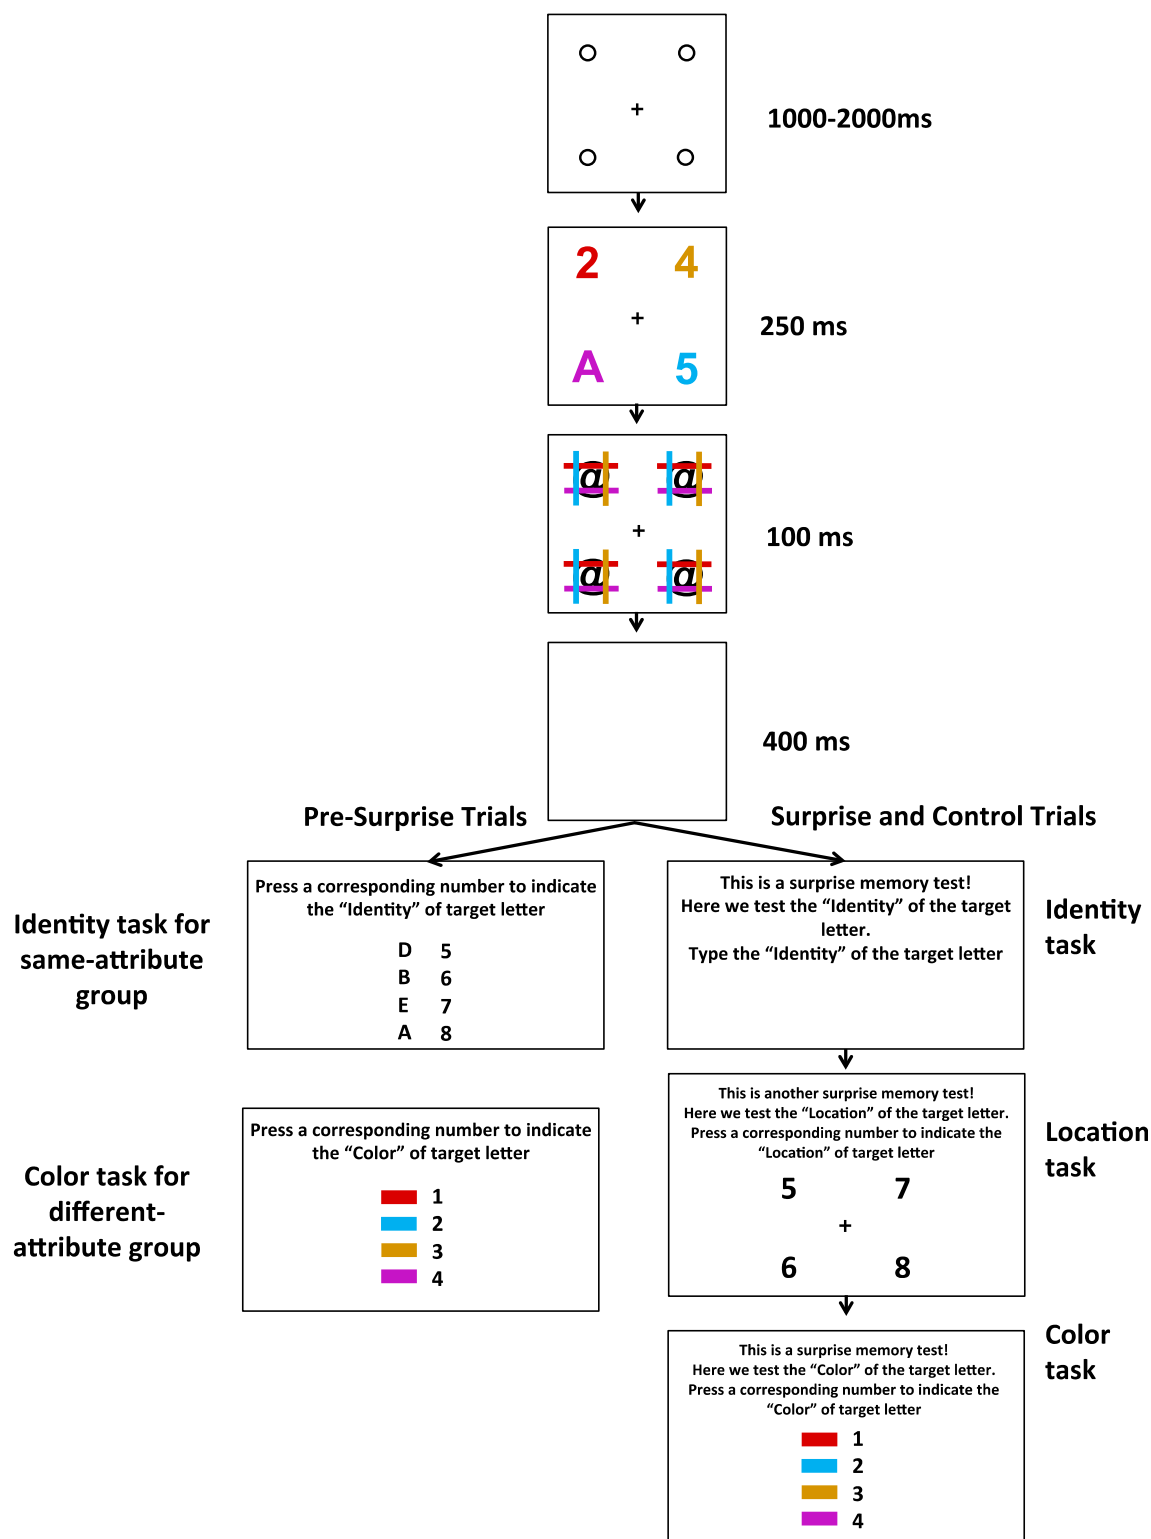 +
1000-2000ms
2 4
+
A 5
250 ms
@ @
+
@ @
100 ms
400 ms
Pre-Surprise Trials
Surprise and Control Trials
Identity task for
same-attribute
group
Press a corresponding number to indicate
the “Identity” of target letter
D 5
B 6
E 7
A 8
This is a surprise memory test!
Here we test the “Identity” of the target
letter.
Type the “Identity” of the target letter
Identity
task
Color task for
different-
attribute group
Press a corresponding number to indicate
the “Color” of target letter
1
2
3
4
This is another surprise memory test!
Here we test the “Location” of the target letter.
Press a corresponding number to indicate the
“Location” of target letter
5 7
+
6 8
Location
task
This is a surprise memory test!
Here we test the “Color” of the target letter.
Press a corresponding number to indicate the
“Color” of target letter
1
2
3
4
Color
task